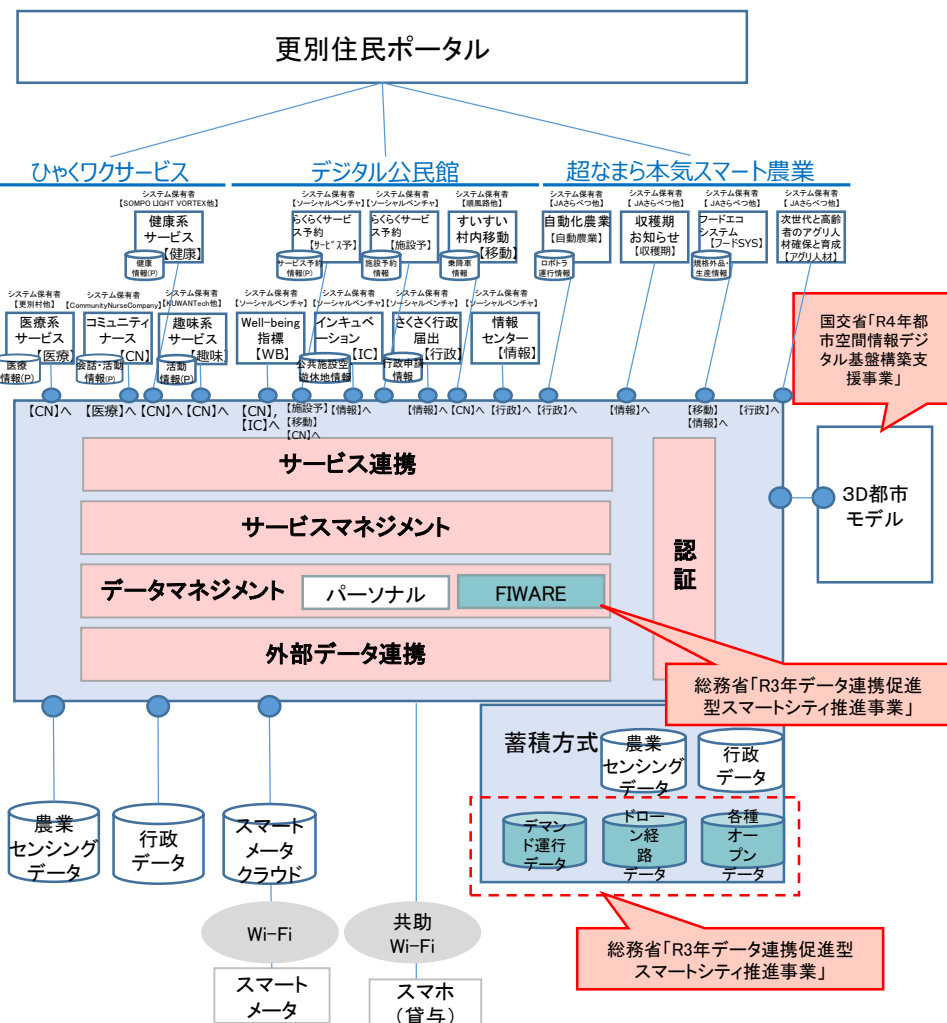 更別住民ポータル
ひゃくワクサービス
デジタル公民館
超なまら本気スマート農業
システム保有者
【SOMPO LIGHT VORTEX他】
健康系
サービス
【健康】
健康
情報(P)
システム保有者
【ソーシャルベンチャ】
らくらくサービ
ス予約
【サービス予】
サービス予約
情報(P)
システム保有者
【ソーシャルベンチャ】
らくらくサービ
ス予約
【施設予】
施設予約
情報
システム保有者
【順風路他】
すいすい
村内移動
【移動】
乗降車
情報
システム保有者
【JAさらべつ他】
自動化農業
【自動農業】
ロボトラ
運行情報
システム保有者
【 JAさらべつ他】
収穫期
お知らせ
【収穫期】
システム保有者
【 JAさらべつ他】
フードエコ
システム
【フードSYS】
規格外品・
生産情報
システム保有者
【 JAさらべつ他】
次世代と高齢
者のアグリ人
材確保と育成
【アグリ人材】
システム保有者
【更別村他】
医療系
サービス
【医療】
医療
情報(P)
システム保有者
【CommunityNurseCompany】
コミュニティ
ナース
【CN】
会話・活動
情報(P)
システム保有者
【KUWANTech他】
趣味系
サービス
【趣味】
活動
情報(P)
システム保有者
【ソーシャルベンチャ】
Well-being
指標
【WB】
システム保有者
【ソーシャルベンチャ】
インキュベ
ーション
【IC】
公共施設空
遊休地情報
システム保有者
【ソーシャルベンチャ】
さくさく行政
届出
【行政】
行政申請
情報
システム保有者
【ソーシャルベンチャ】
情報
センター
【情報】
国交省「R4年都
市空間情報デジ
タル基盤構築支
援事業」
【CN】へ
【医療】へ
【CN】へ
【CN】へ
【CN】,
【IC】へ
【施設予】
【移動】
【CN】へ
【情報】へ
【情報】へ
【CN】へ
【行政】へ
【行政】へ
【情報】へ
【移動】
【情報】へ
【行政】へ
サービス連携
サービスマネジメント
データマネジメント
パーソナル
FIWARE
外部データ連携
認
証
3D都市
モデル
総務省「R3年データ連携促進
型スマートシティ推進事業」
蓄積方式
農業
センシング
データ
行政
データ
デマン
ド運行
データ
ドロー
ン経
路
データ
各種
オー
プン
データ
農業
センシング
データ
行政
データ
スマート
メータ
クラウド
Wi-Fi
共助
Wi-Fi
総務省「R3年データ連携促進型
スマートシティ推進事業」
スマート
メータ
スマホ
(貸与)